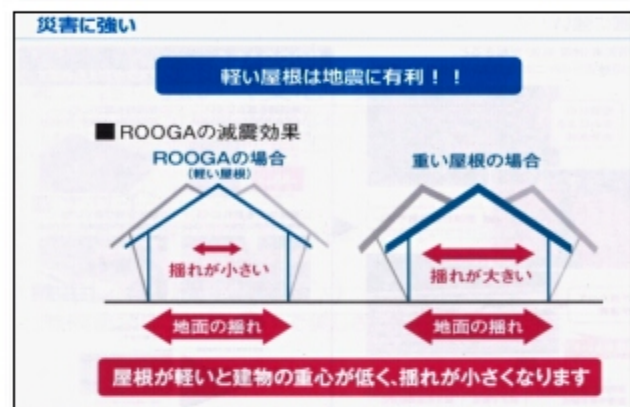 災害に強い
軽い屋根は地震に有利！！
■ROOGAの減震効果
ROOGAの場合
(軽い屋根)
重い屋根の場合
揺れが小さい
揺れが大きい
地面の揺れ
地面の揺れ
屋根が軽いと建物の重心が低く、揺れが小さくなります